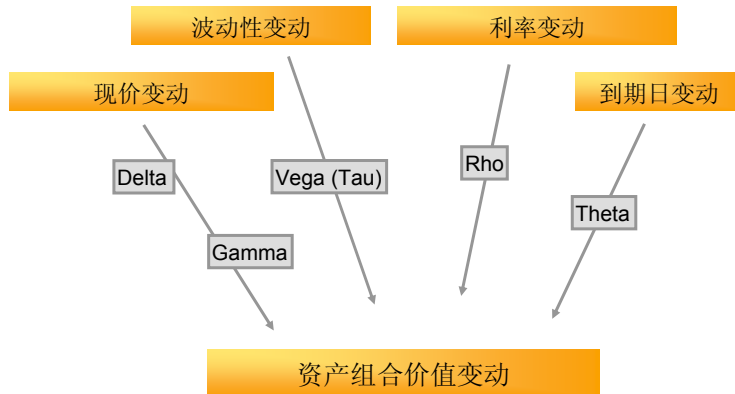 波动性变动
利率变动
现价变动
到期日变动
Delta
Vega (Tau)
Rho
Theta
Gamma
资产组合价值变动